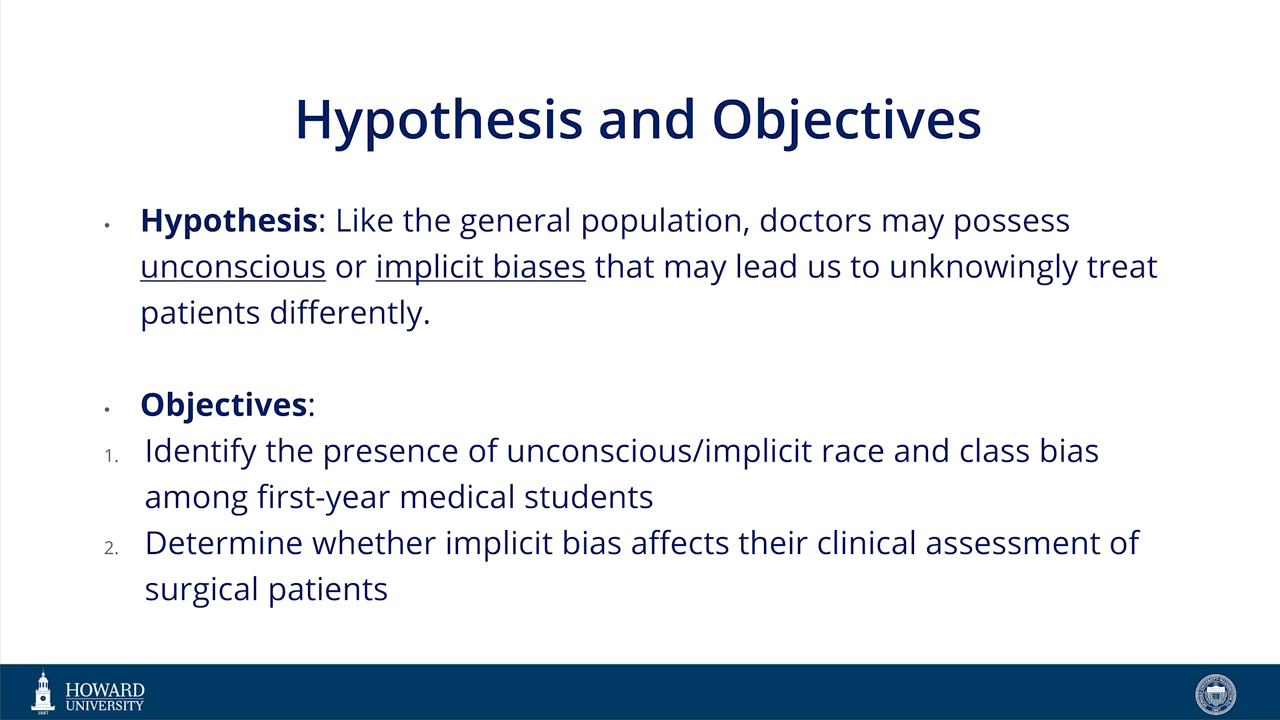 Hypothesis and Objectives
• Hypothesis: Like the general population, doctors may possess
unconscious or implicit biases that may lead us to unknowingly treat
patients differently.
• Objectives:
1. Identify the presence of unconscious/implicit race and class bias
among first-year medical students
2. Determine whether implicit bias affects their clinical assessment of
surgical patients
1867
HOWARD
UNIVERSITY